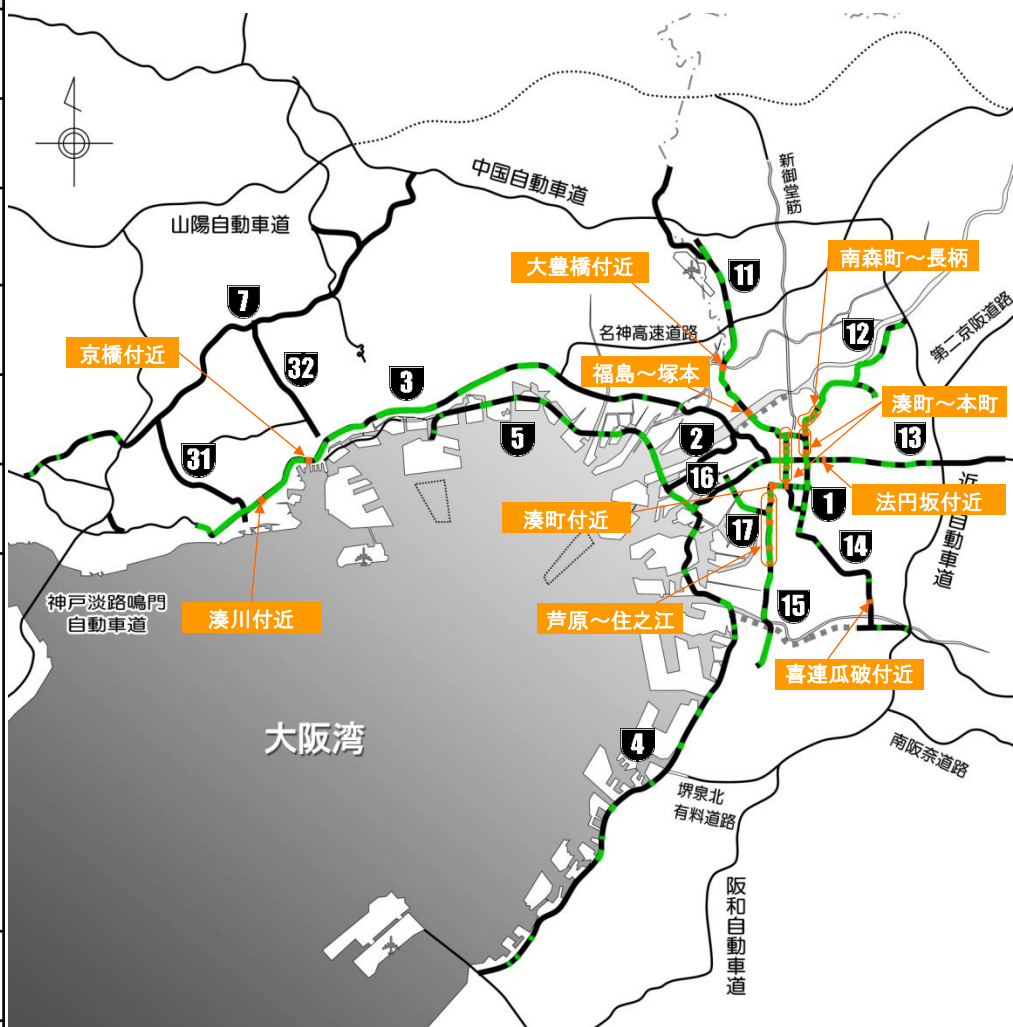 中国自動車道
新御堂筋
山陽自動車道
大豊橋付近
南森町～長柄
11
7
名神高速道路
12
第二京阪道路
京橋付近
32
3
福島～塚本
湊町～本町
5
2
13
31
16
近
自動車道
湊町付近
1
法円坂付近
17
14
神戸淡路鳴門
自動車道
湊川付近
芦原～住之江
15
喜連瓜破付近
大阪湾
4
南阪奈道路
堺泉北
有料道路
阪和自動車道